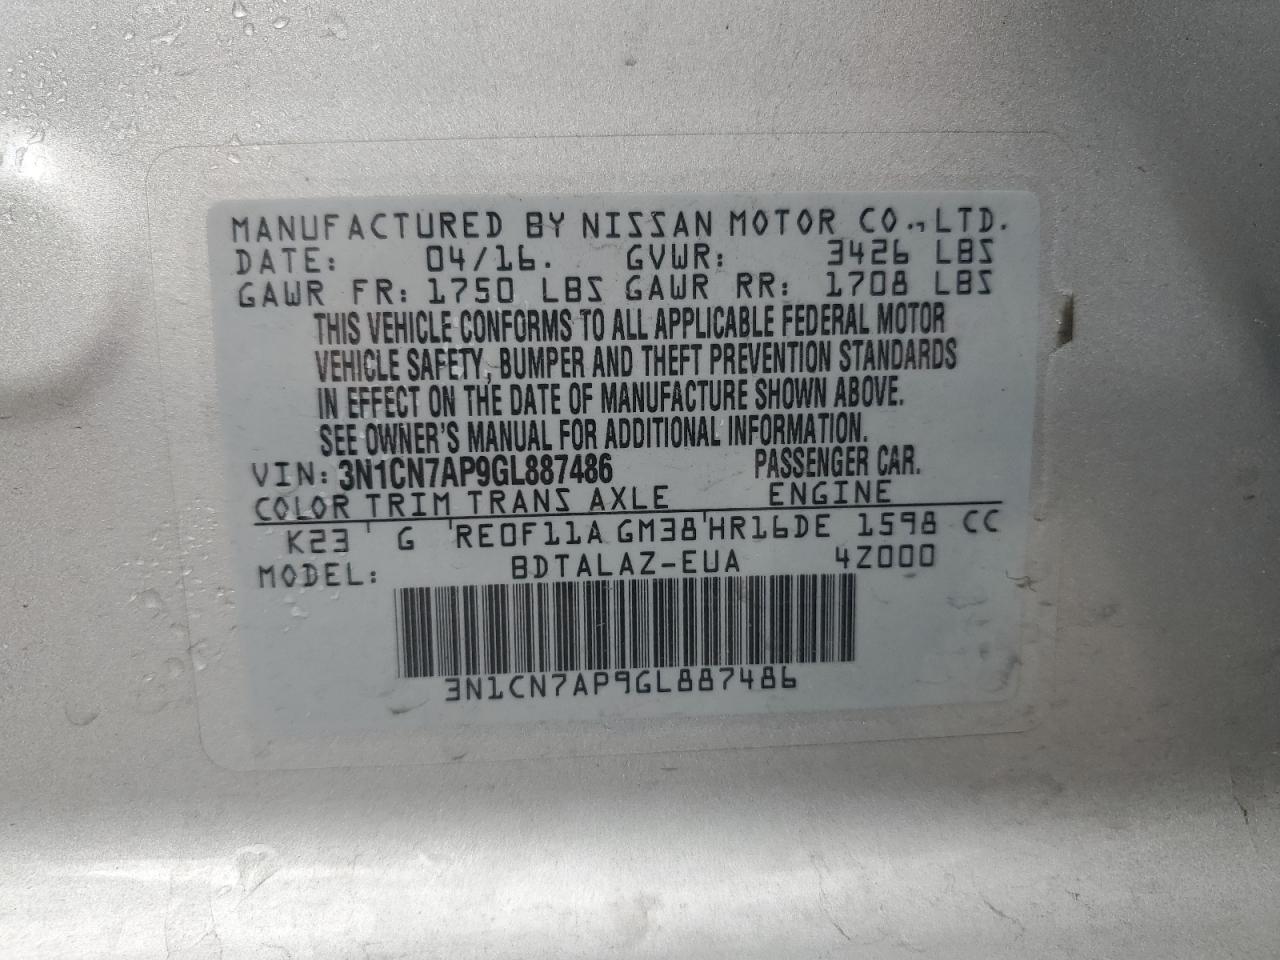 MANUFACTURED BY NISSAN MOTOR CO.,LTD.
DATE: 04/16. GVWR: 3426 LBS
GAWR FR: 1750 LBS GAWR RR: 1708 LBS
THIS VEHICLE CONFORMS TO ALL APPLICABLE FEDERAL MOTOR
VEHICLE SAFETY, BUMPER AND THEFT PREVENTION STANDARDS
IN EFFECT ON THE DATE OF MANUFACTURE SHOWN ABOVE.
SEE OWNER'S MANUAL FOR ADDITIONAL INFORMATION.
VIN: 3N1CN7AP9GL887486 PASSENGER CAR.
COLOR TRIM TRANS AXLE ENGINE
K23 G RE0F11A GM38 HR16DE 1598 CC
MODEL: BDTALAZ-EUA 4Z000
3N1CN7AP9GL887486